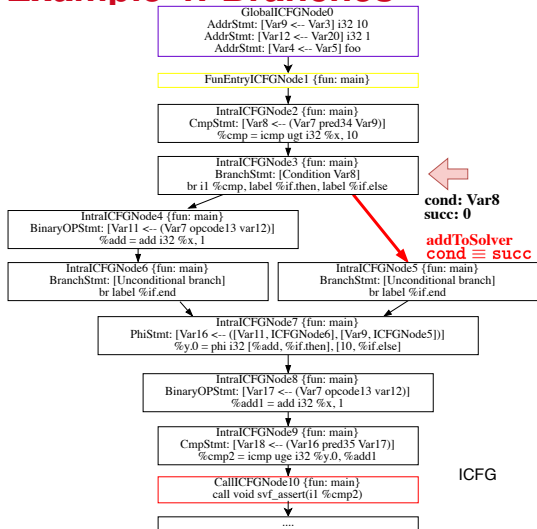 Example 4: Branches
GlobalICFGNode0
AddrStmt: [Var9 <-- Var3] i32 10
AddrStmt: [Var12 <-- Var20] i32 1
AddrStmt: [Var4 <-- Var5] foo
FunEntryICFGNode1 {fun: main}
IntraICFGNode2 {fun: main}
CmpStmt: [Var8 <-- (Var7 pred34 Var9)]
%cmp = icmp ugt i32 %x, 10
IntraICFGNode3 {fun: main}
BranchStmt: [Condition Var8]
br i1 %cmp, label %if.then, label %if.else
cond: Var8
succ: 0
addToSolver
cond ≡ succ
IntraICFGNode4 {fun: main}
BinaryOPStmt: [Var11 <-- (Var7 opcode13 var12)]
%add = add i32 %x, 1
IntraICFGNode6 {fun: main}
BranchStmt: [Unconditional branch]
br label %if.end
IntraICFGNode5 {fun: main}
BranchStmt: [Unconditional branch]
br label %if.end
IntraICFGNode7 {fun: main}
PhiStmt: [Var16 <-- ([Var11, ICFGNode6], [Var9, ICFGNode5])]
%y.0 = phi i32 [%add, %if.then], [10, %if.else]
IntraICFGNode8 {fun: main}
BinaryOPStmt: [Var17 <-- (Var7 opcode13 var12)]
%add1 = add i32 %x, 1
IntraICFGNode9 {fun: main}
CmpStmt: [Var18 <-- (Var16 pred35 Var17)]
%cmp2 = icmp uge i32 %y.0, %add1
ICFG
CallICFGNode10 {fun: main}
call void svf_assert(i1 %cmp2)
....